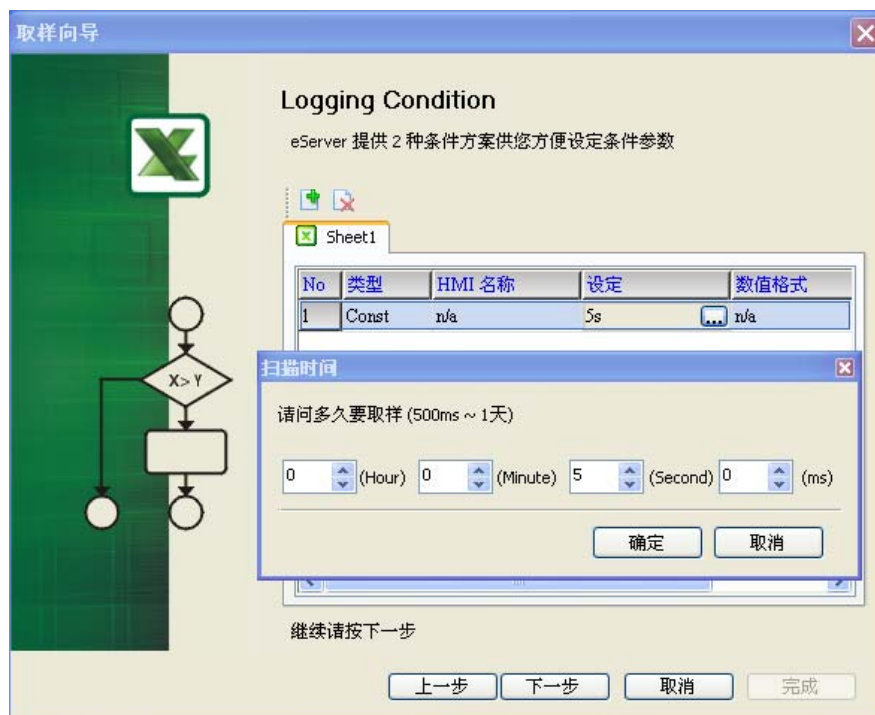 取样向导
Logging Condition
eServer 提供 2 种条件方案供您方便设定条件参数
Sheet1
No 类型 HMI 名称 设定 数值格式
1 Const n/a 5s ... n/a
X> Y
扫描时间
请问多久要取样 (500ms ~ 1天)
0 (Hour) 0 (Minute) 5 (Second) 0 (ms)
确定 取消
继续请按下一步
上一步 下一步 取消 完成